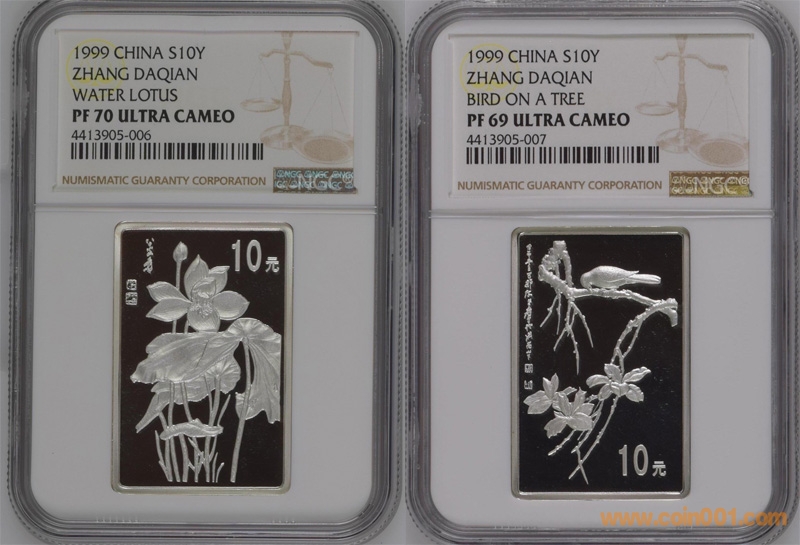 1999 CHINA S10Y
ZHANG DAQIAN
WATER LOTUS
PF 70 ULTRA CAMEO
4413905-006
NUMISMATIC GUARANTY CORPORATION
NGC
10元
1999 CHINA S10Y
ZHANG DAQIAN
BIRD ON A TREE
PF 69 ULTRA CAMEO
4413905-007
NUMISMATIC GUARANTY CORPORATION
NGC
10元
www.coin001.com